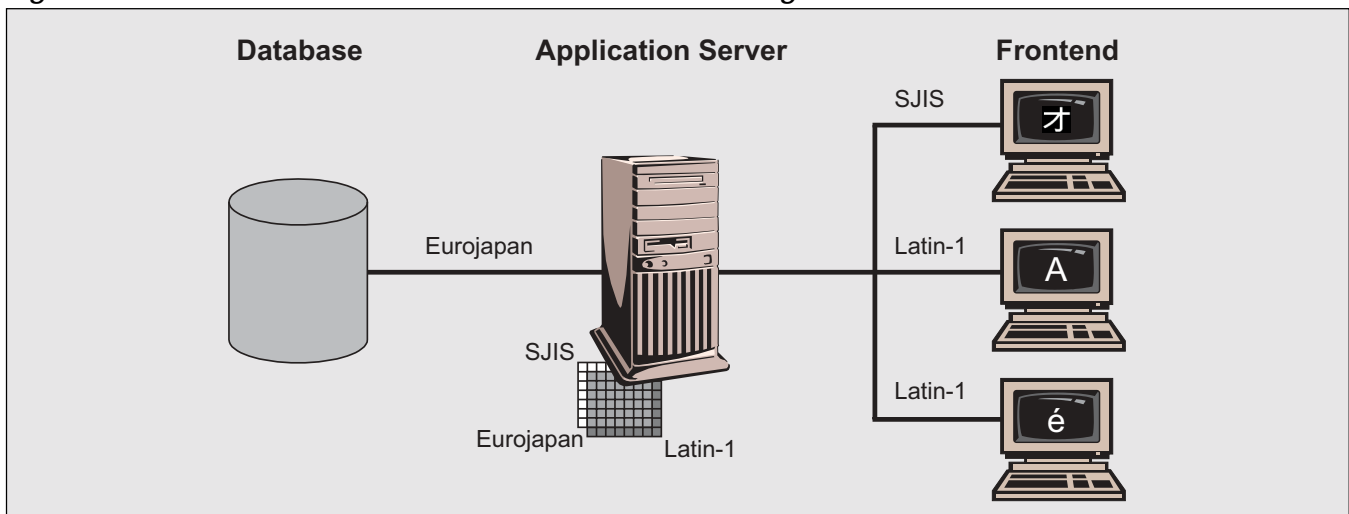 Database
Application Server
Frontend
SJIS
オ
Eurojapan
Latin-1
A
SJIS
Latin-1
é
Eurojapan
Latin-1